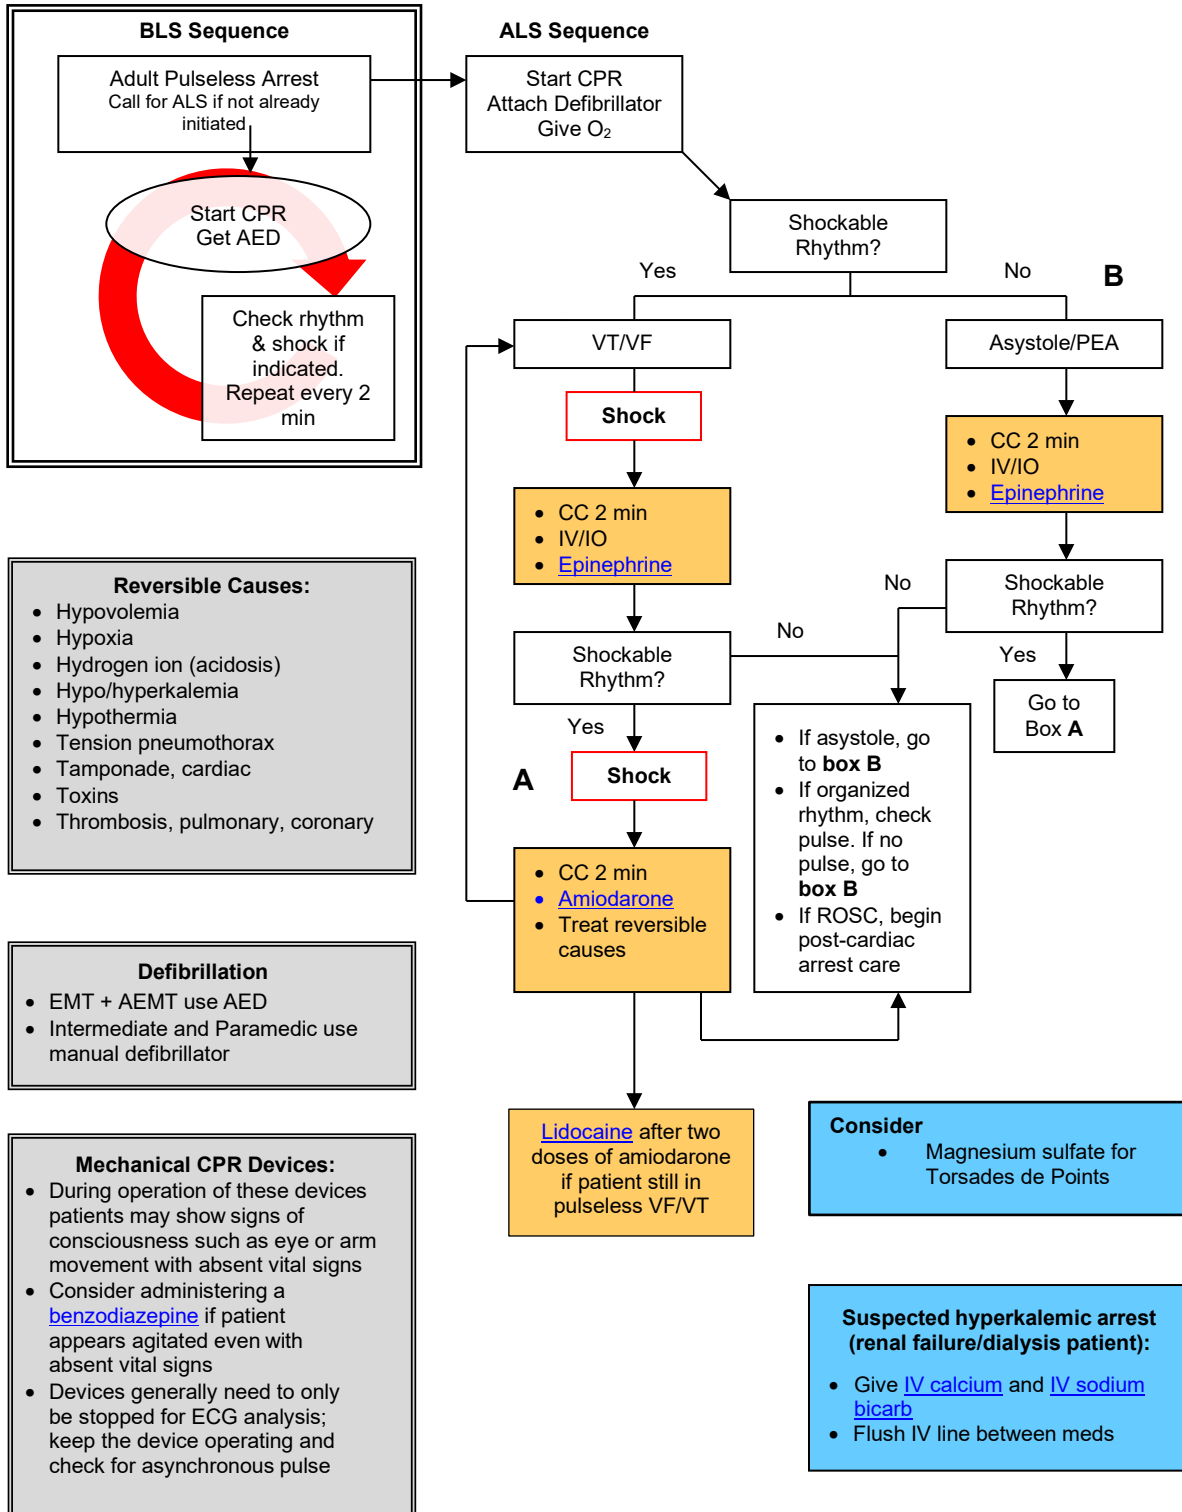 BLS Sequence
Adult Pulseless Arrest
Call for ALS if not already
initiated
Start CPR
Get AED
Check rhythm
& shock if
indicated.
Repeat every 2
min
ALS Sequence
Start CPR
Attach Defibrillator
Give O₂
Shockable
Rhythm?
Yes
No
B
VT/VF
Asystole/PEA
Shock
• CC 2 min
• IV/IO
• Epinephrine
• CC 2 min
• IV/IO
• Epinephrine
Shockable
Rhythm?
No
No
Shockable
Rhythm?
Yes
Go to
Box A
Yes
Shock
A
• CC 2 min
• Amiodarone
• Treat reversible
causes
• If asystole, go
to box B
• If organized
rhythm, check
pulse. If no
pulse, go to
box B
• If ROSC, begin
post-cardiac
arrest care
Lidocaine after two
doses of amiodarone
if patient still in
pulseless VF/VT
Reversible Causes:
• Hypovolemia
• Hypoxia
• Hydrogen ion (acidosis)
• Hypo/hyperkalemia
• Hypothermia
• Tension pneumothorax
• Tamponade, cardiac
• Toxins
• Thrombosis, pulmonary, coronary
Defibrillation
• EMT + AEMT use AED
• Intermediate and Paramedic use
manual defibrillator
Mechanical CPR Devices:
• During operation of these devices
patients may show signs of
consciousness such as eye or arm
movement with absent vital signs
• Consider administering a
benzodiazepine if patient
appears agitated even with
absent vital signs
• Devices generally need to only
be stopped for ECG analysis;
keep the device operating and
check for asynchronous pulse
Consider
• Magnesium sulfate for
Torsades de Points
Suspected hyperkalemic arrest
(renal failure/dialysis patient):
• Give IV calcium and IV sodium
bicarb
• Flush IV line between meds